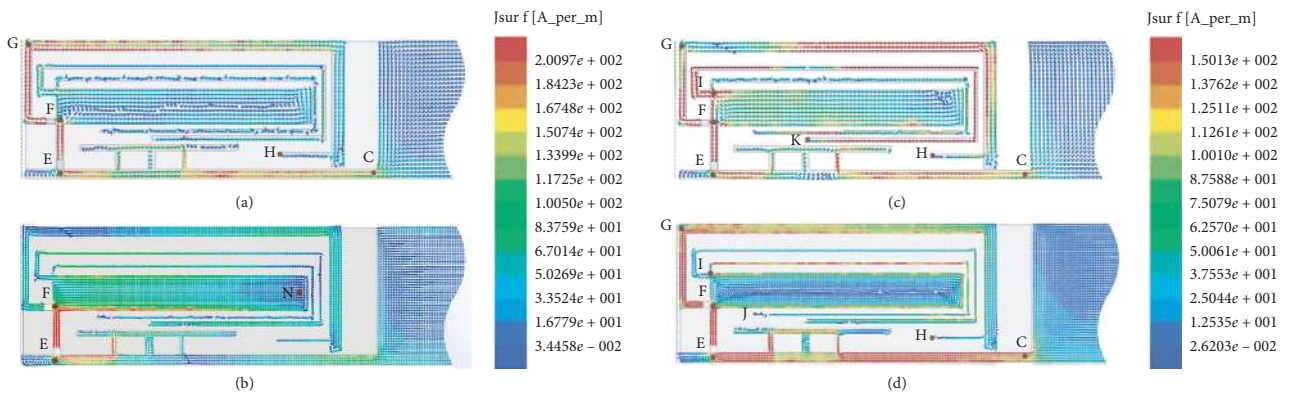 Jsur f [A_per_m]
2.0097e + 002
1.8423e + 002
1.6748e + 002
1.5074e + 002
1.3399e + 002
1.1725e + 002
1.0050e + 002
8.3759e + 001
6.7014e + 001
5.0269e + 001
3.3524e + 001
1.6779e + 001
3.4458e – 002
G
F
E
H
C
(a)
F
E
N
(b)
Jsur f [A_per_m]
1.5013e + 002
1.3762e + 002
1.2511e + 002
1.1261e + 002
1.0010e + 002
8.7588e + 001
7.5079e + 001
6.2570e + 001
5.0061e + 001
3.7553e + 001
2.5044e + 001
1.2535e + 001
2.6203e – 002
G
I
F
K
E
H
C
(c)
G
I
F
J
E
H
C
(d)